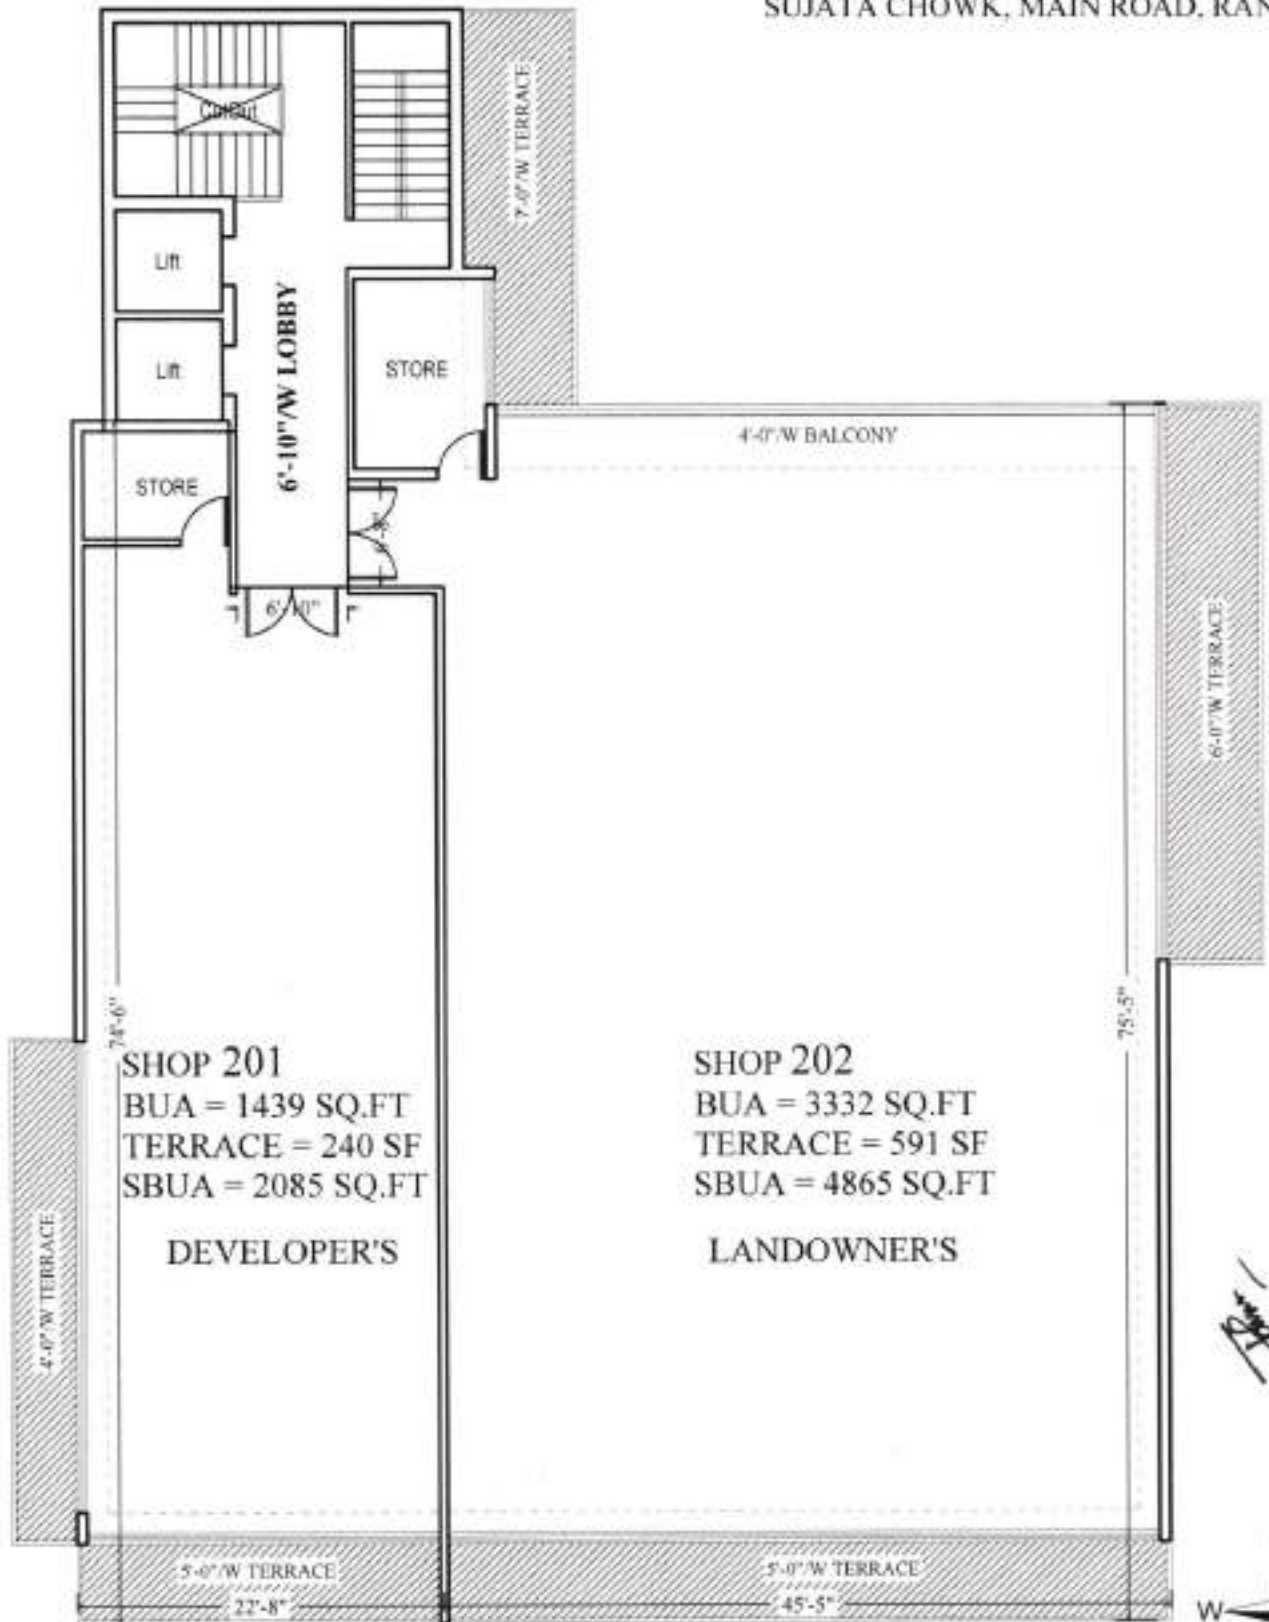 SUJATA CHOWK, MAIN ROAD, RAN
CutOut
7'-0"/W TERRACE
Lift
6'-10"/W LOBBY
Lift
STORE
4'-0"/W BALCONY
STORE
6'-10"
6'-0"/W TERRACE
74'-6"
75'-5"
SHOP 201
BUA = 1439 SQ.FT
TERRACE = 240 SF
SBUA = 2085 SQ.FT
DEVELOPER'S
SHOP 202
BUA = 3332 SQ.FT
TERRACE = 591 SF
SBUA = 4865 SQ.FT
LANDOWNER'S
4'-0"/W TERRACE
5'-0"/W TERRACE
22'-8"
5'-0"/W TERRACE
45'-5"
W